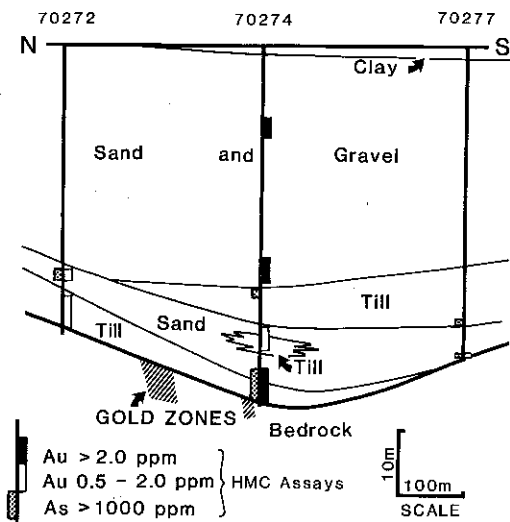 70272 70274 70277
N S
Clay
Sand and Gravel
Till
Sand
Till
Till
GOLD ZONES
Bedrock
Au > 2.0 ppm
Au 0.5 - 2.0 ppm
HMC Assays
As > 1000 ppm
10m
100m
SCALE